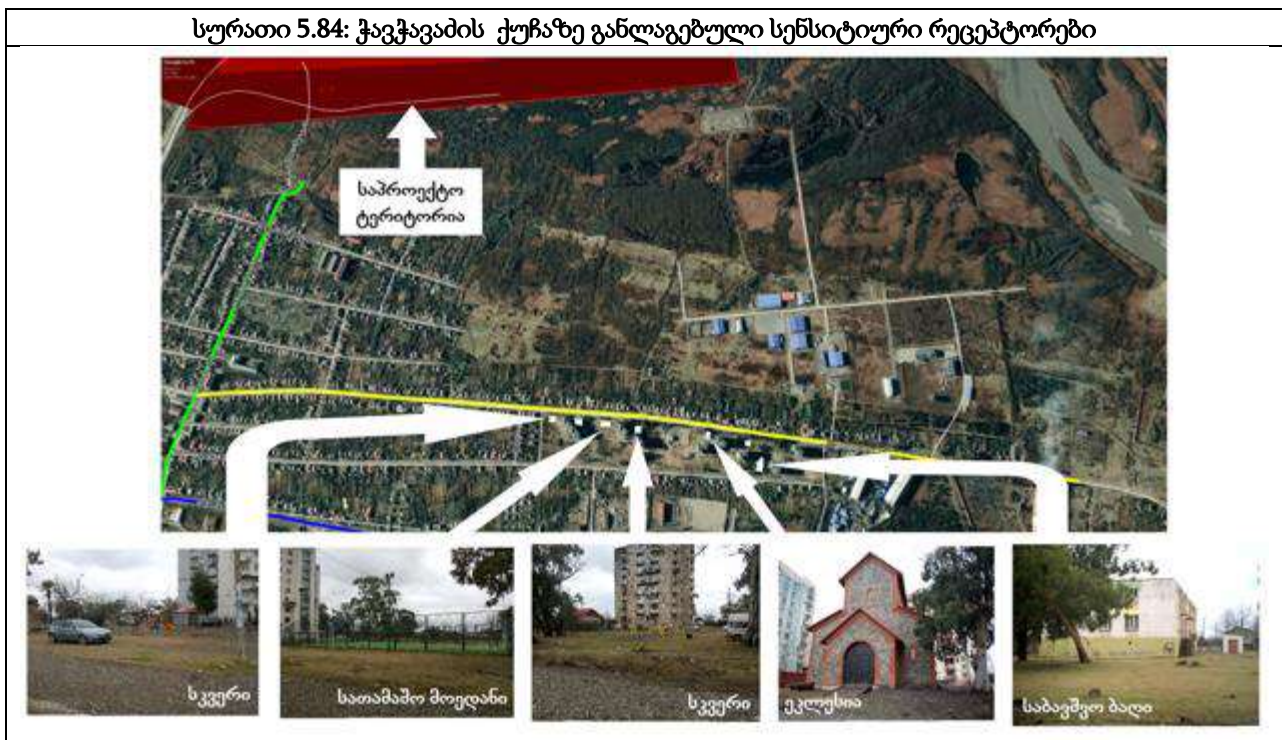 სურათი 5.84: ჭავჭავაძის ქუჩაზე განლაგებული სენსიტიური რეცეპტორები
საპროექტო
ტერიტორია
სკვერი
სათამაშო მოედანი
სკვერი
ეკლესია
საბავშვო ბაღი